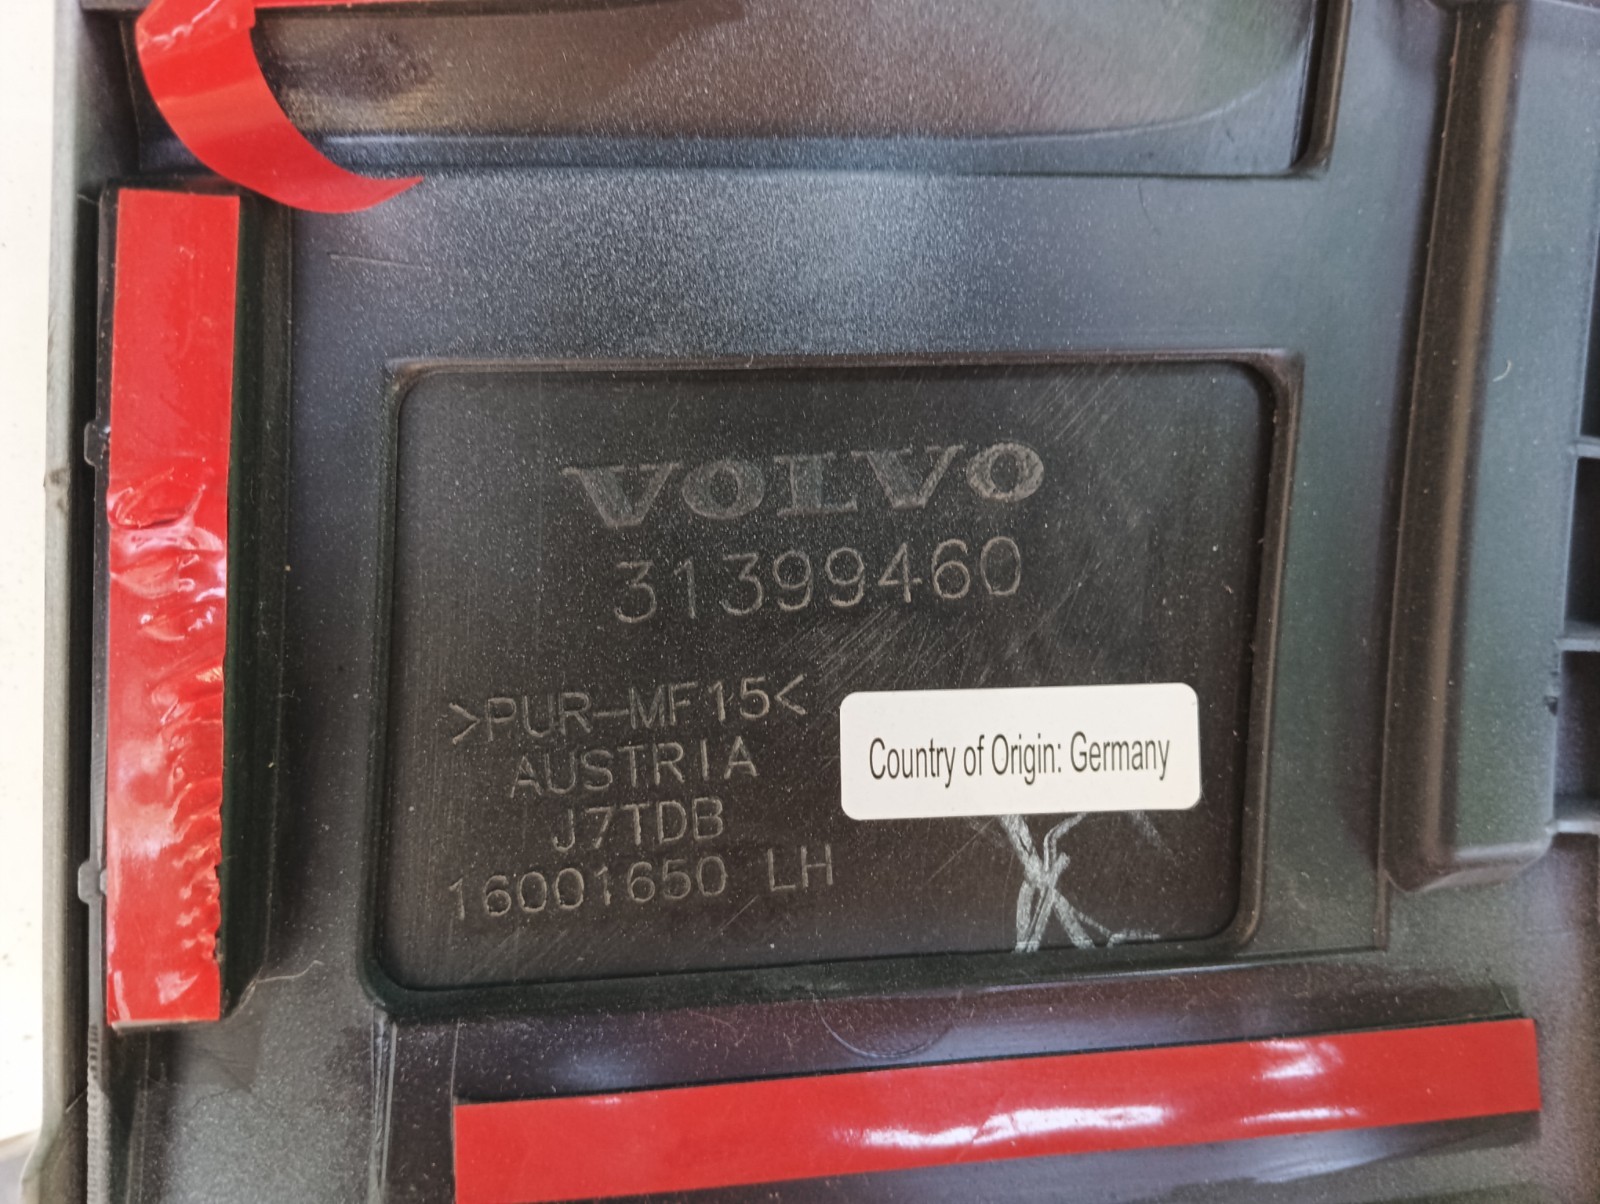 VOLVO
31399460
>PUR-MF15<
AUSTRIA
J7TDB
16001650 LH
Country of Origin: Germany